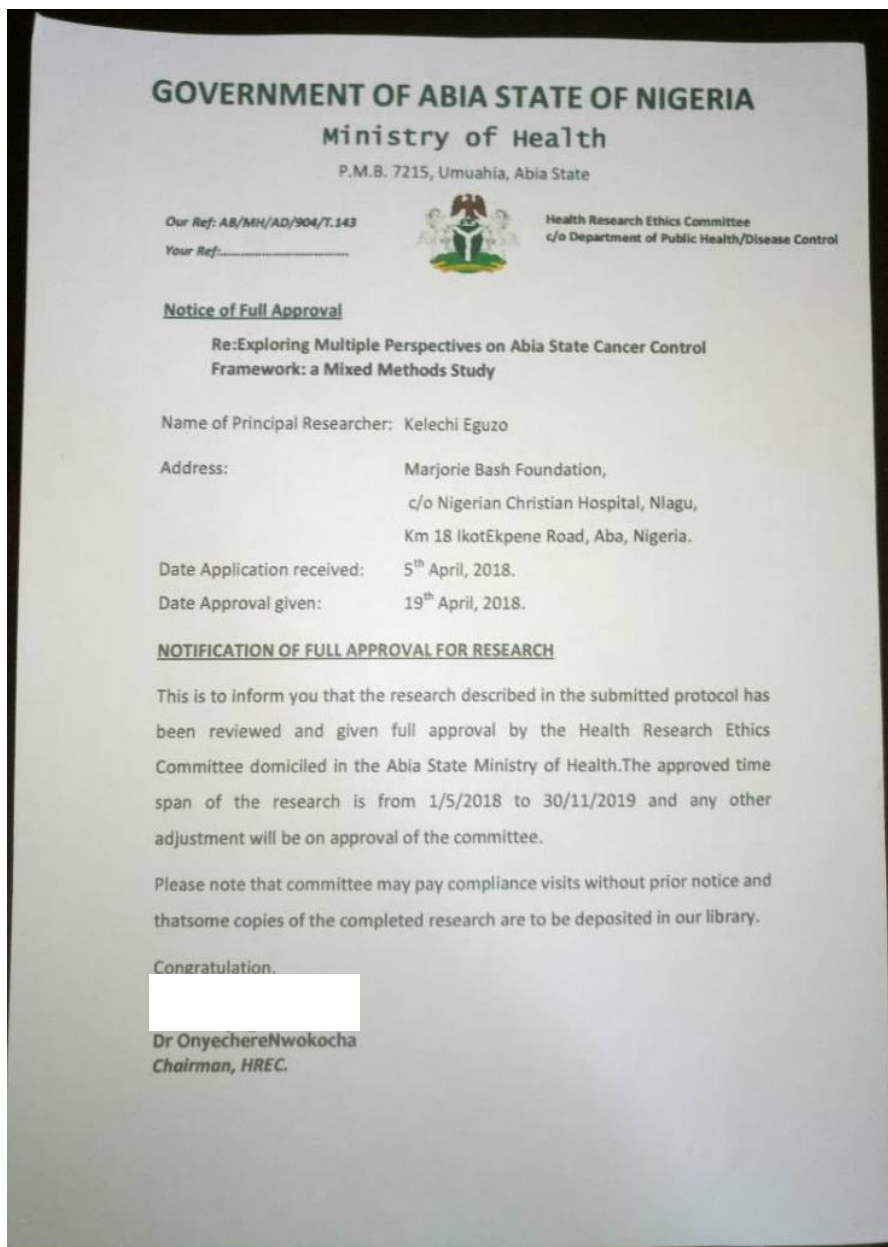 GOVERNMENT OF ABIA STATE OF NIGERIA
Ministry of Health
P.M.B. 7215, Umuahia, Abia State
Our Ref: AB/MH/AD/904/T.143
Your Ref:....................................
Health Research Ethics Committee
c/o Department of Public Health/Disease Control
Notice of Full Approval
Re:Exploring Multiple Perspectives on Abia State Cancer Control
Framework: a Mixed Methods Study
Name of Principal Researcher: Kelechi Eguzo
Address: Marjorie Bash Foundation,
c/o Nigerian Christian Hospital, Nlagu,
Km 18 IkotEkpene Road, Aba, Nigeria.
Date Application received: 5th April, 2018.
Date Approval given: 19th April, 2018.
NOTIFICATION OF FULL APPROVAL FOR RESEARCH
This is to inform you that the research described in the submitted protocol has
been reviewed and given full approval by the Health Research Ethics
Committee domiciled in the Abia State Ministry of Health.The approved time
span of the research is from 1/5/2018 to 30/11/2019 and any other
adjustment will be on approval of the committee.
Please note that committee may pay compliance visits without prior notice and
thatsome copies of the completed research are to be deposited in our library.
Congratulation.
Dr OnyechereNwokocha
Chairman, HREC.